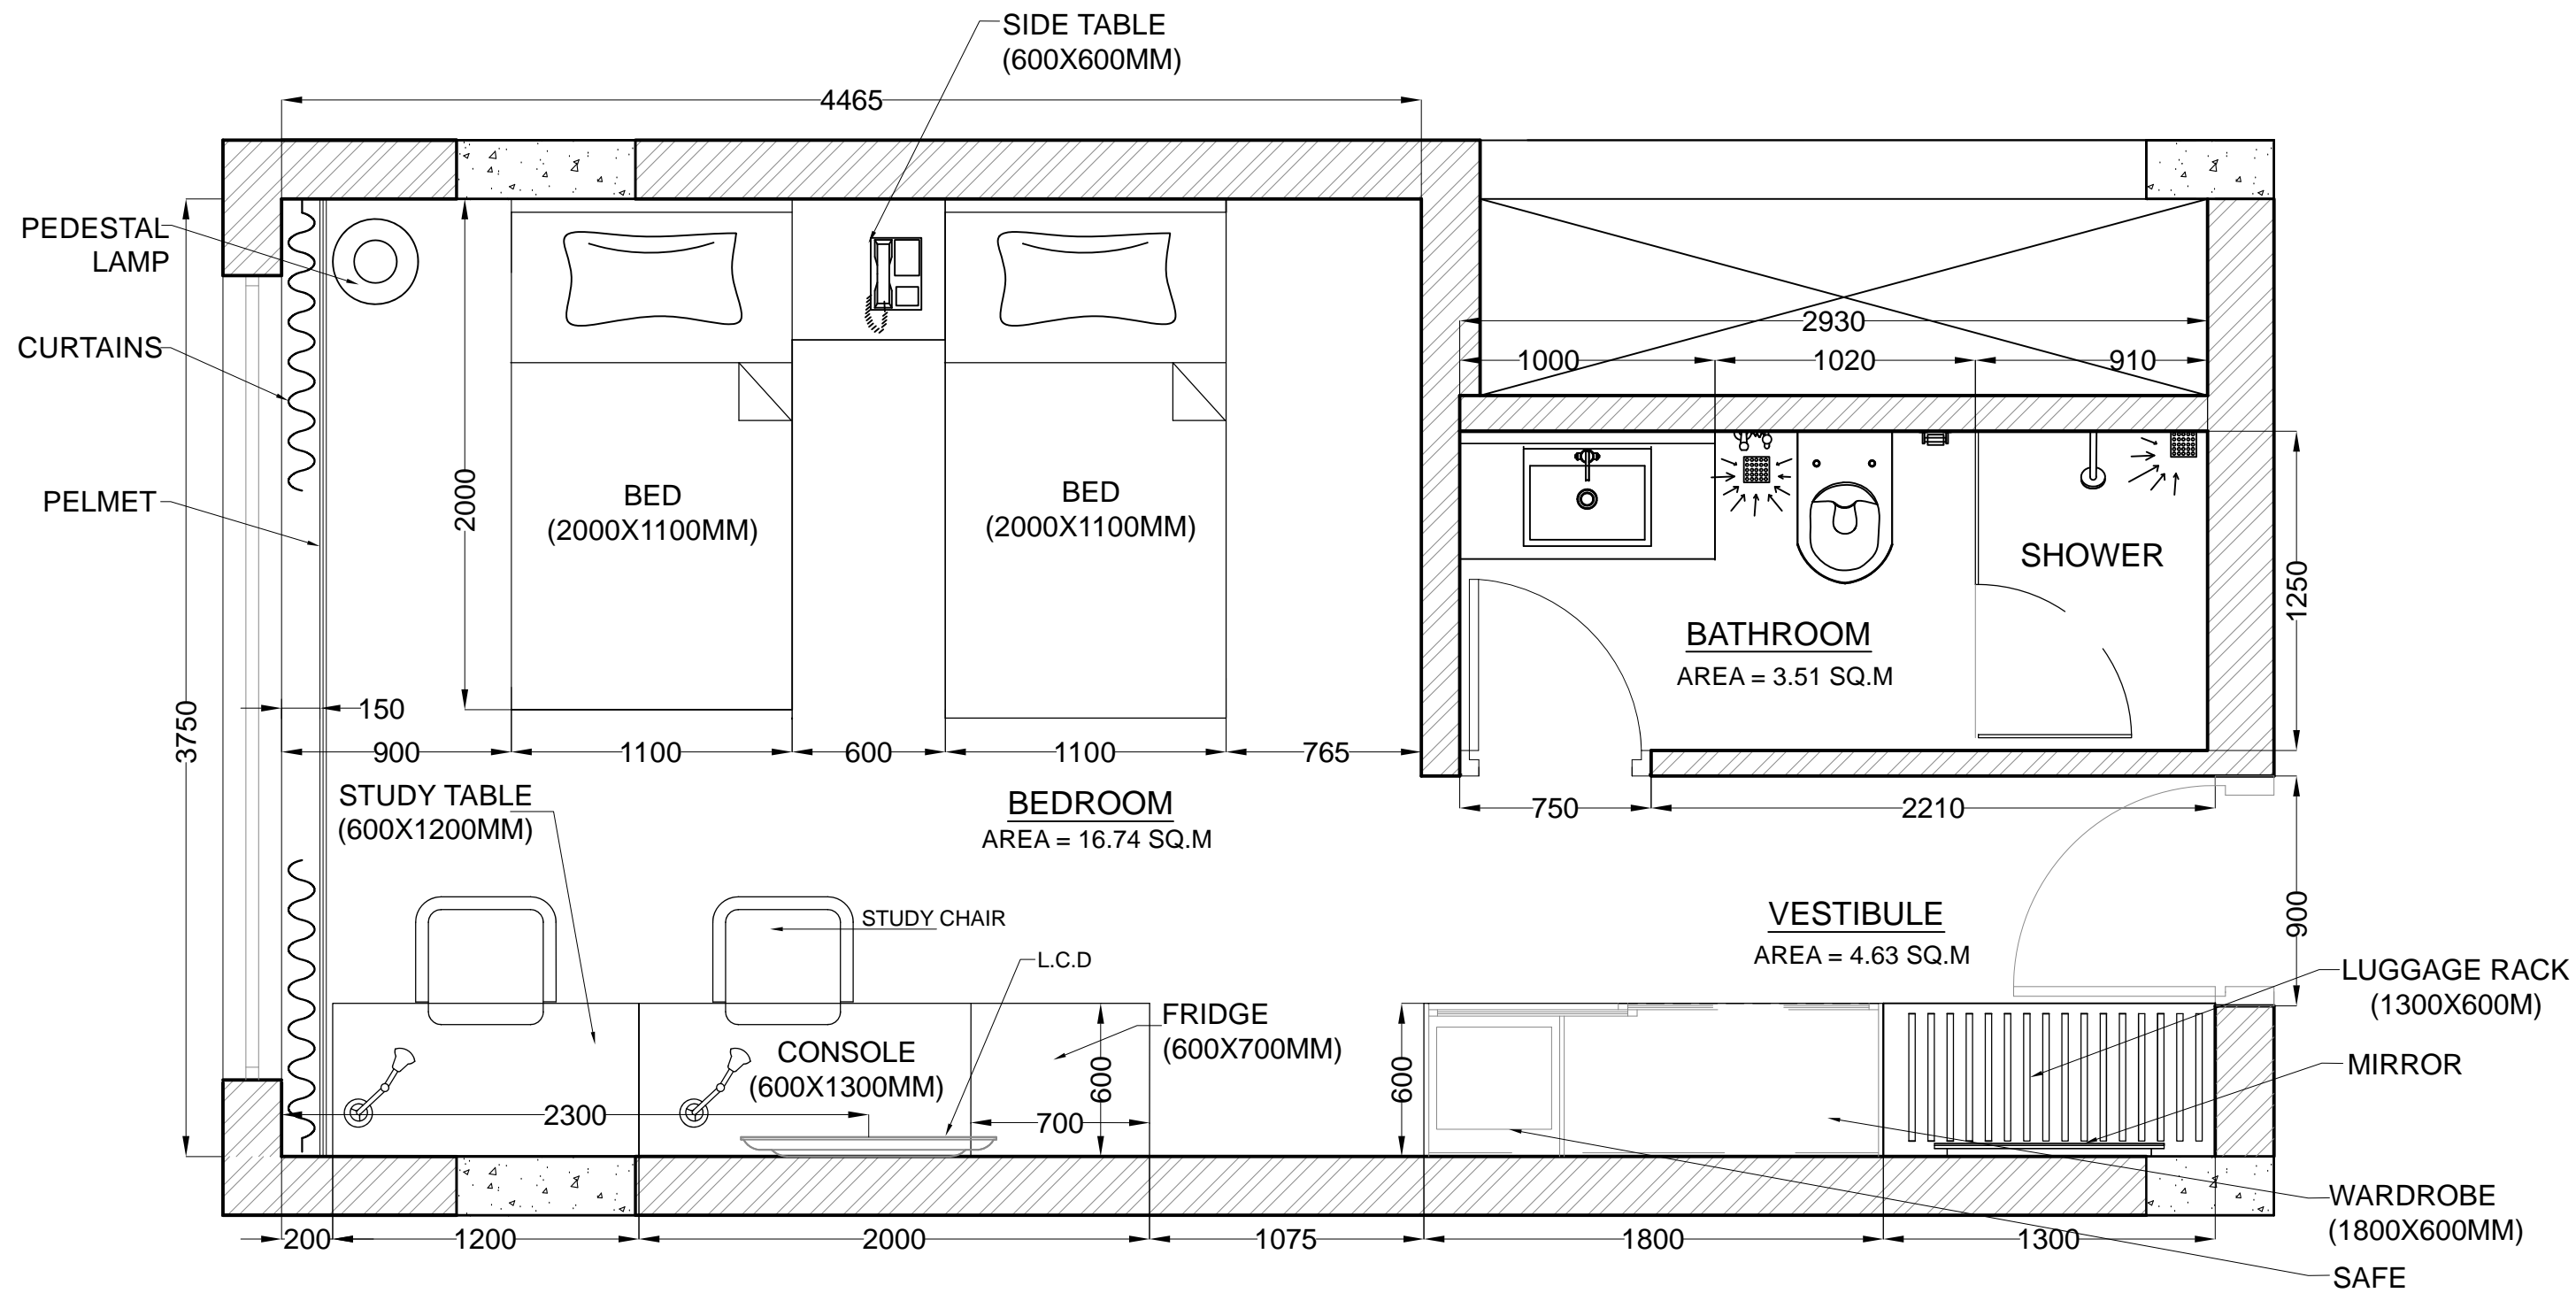 SIDE TABLE
(600X600MM)
4465
PEDESTAL
LAMP
CURTAINS
PELMET
3750
2000
BED
(2000X1100MM)
BED
(2000X1100MM)
150
900
1100
600
1100
765
2930
1000
1020
910
SHOWER
1250
BATHROOM
AREA = 3.51 SQ.M
750
2210
STUDY TABLE
(600X1200MM)
BEDROOM
AREA = 16.74 SQ.M
STUDY CHAIR
L.C.D
VESTIBULE
AREA = 4.63 SQ.M
900
LUGGAGE RACK
(1300X600M)
MIRROR
CONSOLE
(600X1300MM)
FRIDGE
(600X700MM)
600
600
2300
700
WARDROBE
(1800X600MM)
SAFE
200
1200
2000
1075
1800
1300